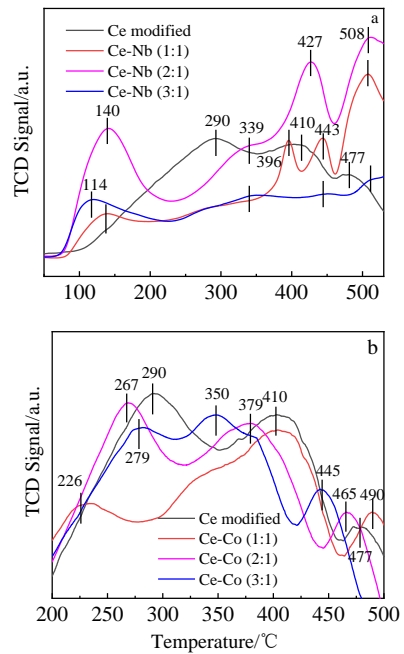 a
Ce modified
Ce-Nb (1:1)
Ce-Nb (2:1)
Ce-Nb (3:1)
427
508
140
290
339
410
443
396
477
114
TCD Signal/a.u.
100
200
300
400
500
b
290
267
350
379
410
279
226
445
465
490
477
Ce modified
Ce-Co (1:1)
Ce-Co (2:1)
Ce-Co (3:1)
TCD Signal/a.u.
200
250
300
350
400
450
500
Temperature/℃